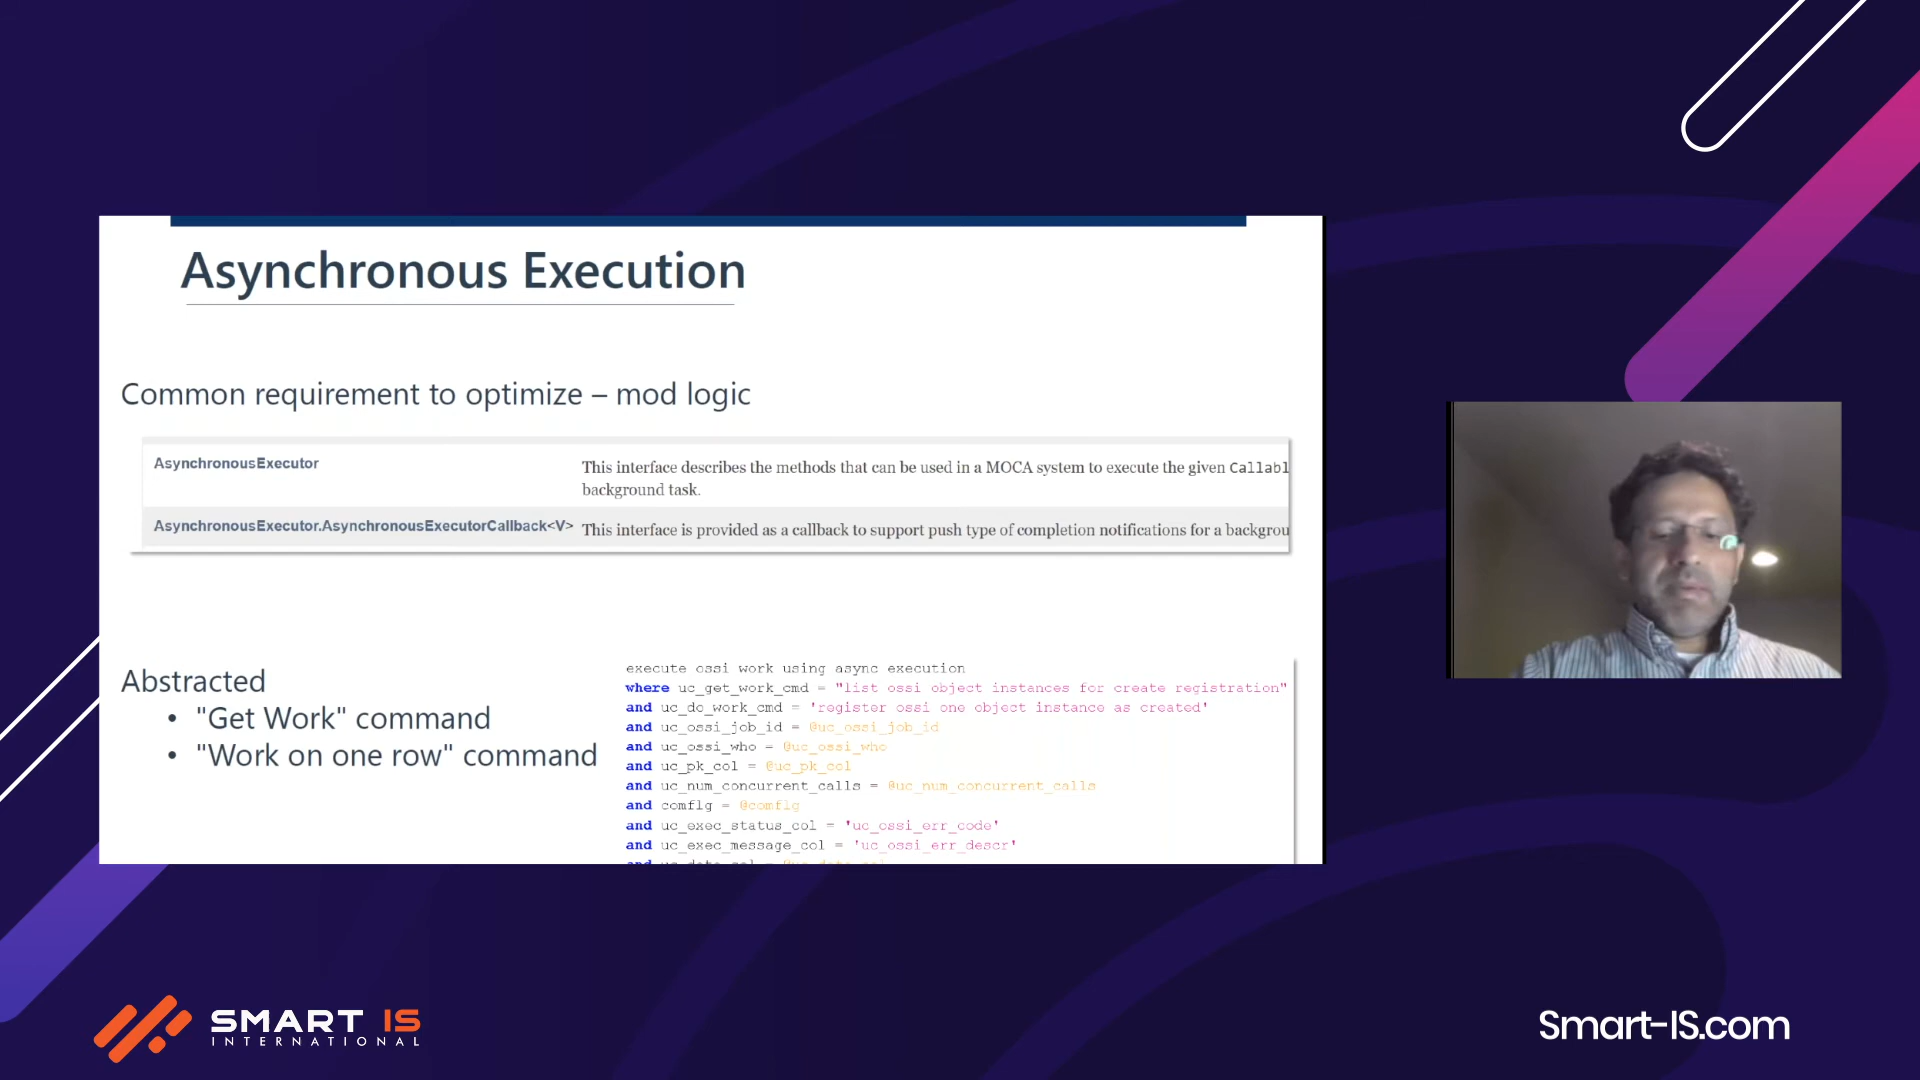 Asynchronous Execution
Common requirement to optimize – mod logic
AsynchronousExecutor
This interface describes the methods that can be used in a MOCA system to execute the given Callabl
background task.
AsynchronousExecutor.AsynchronousExecutorCallback<V>
This interface is provided as a callback to support push type of completion notifications for a backgrou
Abstracted
• "Get Work" command
• "Work on one row" command
execute ossi work using async execution
where uc_get_work_cmd = "list ossi object instances for create registration"
and uc_do_work_cmd = 'register ossi one object instance as created'
and uc_ossi_job_id = @uc_ossi_job_id
and uc_ossi_who = @uc_ossi_who
and uc_pk_col = @uc_pk_col
and uc_num_concurrent_calls = @uc_num_concurrent_calls
and comflg = @comflg
and uc_exec_status_col = 'uc_ossi_err_code'
and uc_exec_message_col = 'uc_ossi_err_descr'
SMART IS
INTERNATIONAL
Smart-IS.com